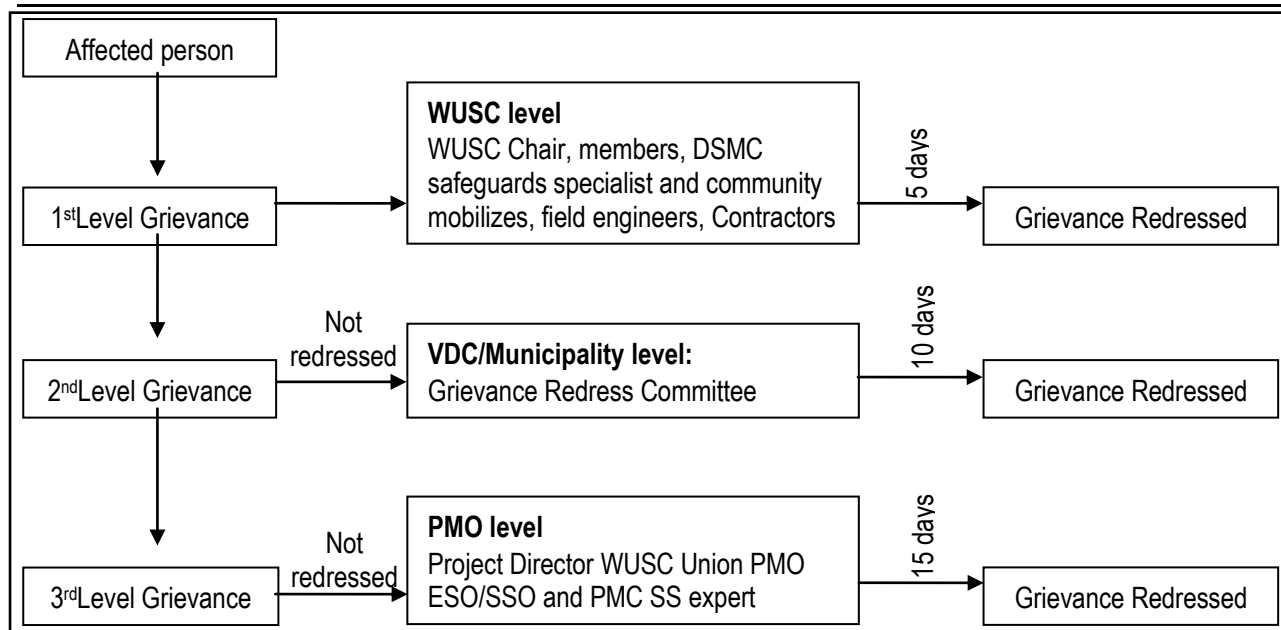 Affected person
WUSC level
WUSC Chair, members, DSMC
safeguards specialist and community
mobilizes, field engineers, Contractors
5 days
1stLevel Grievance
Grievance Redressed
Not
redressed
VDC/Municipality level:
Grievance Redress Committee
10 days
2ndLevel Grievance
Grievance Redressed
Not
redressed
PMO level
Project Director WUSC Union PMO
ESO/SSO and PMC SS expert
15 days
3rdLevel Grievance
Grievance Redressed